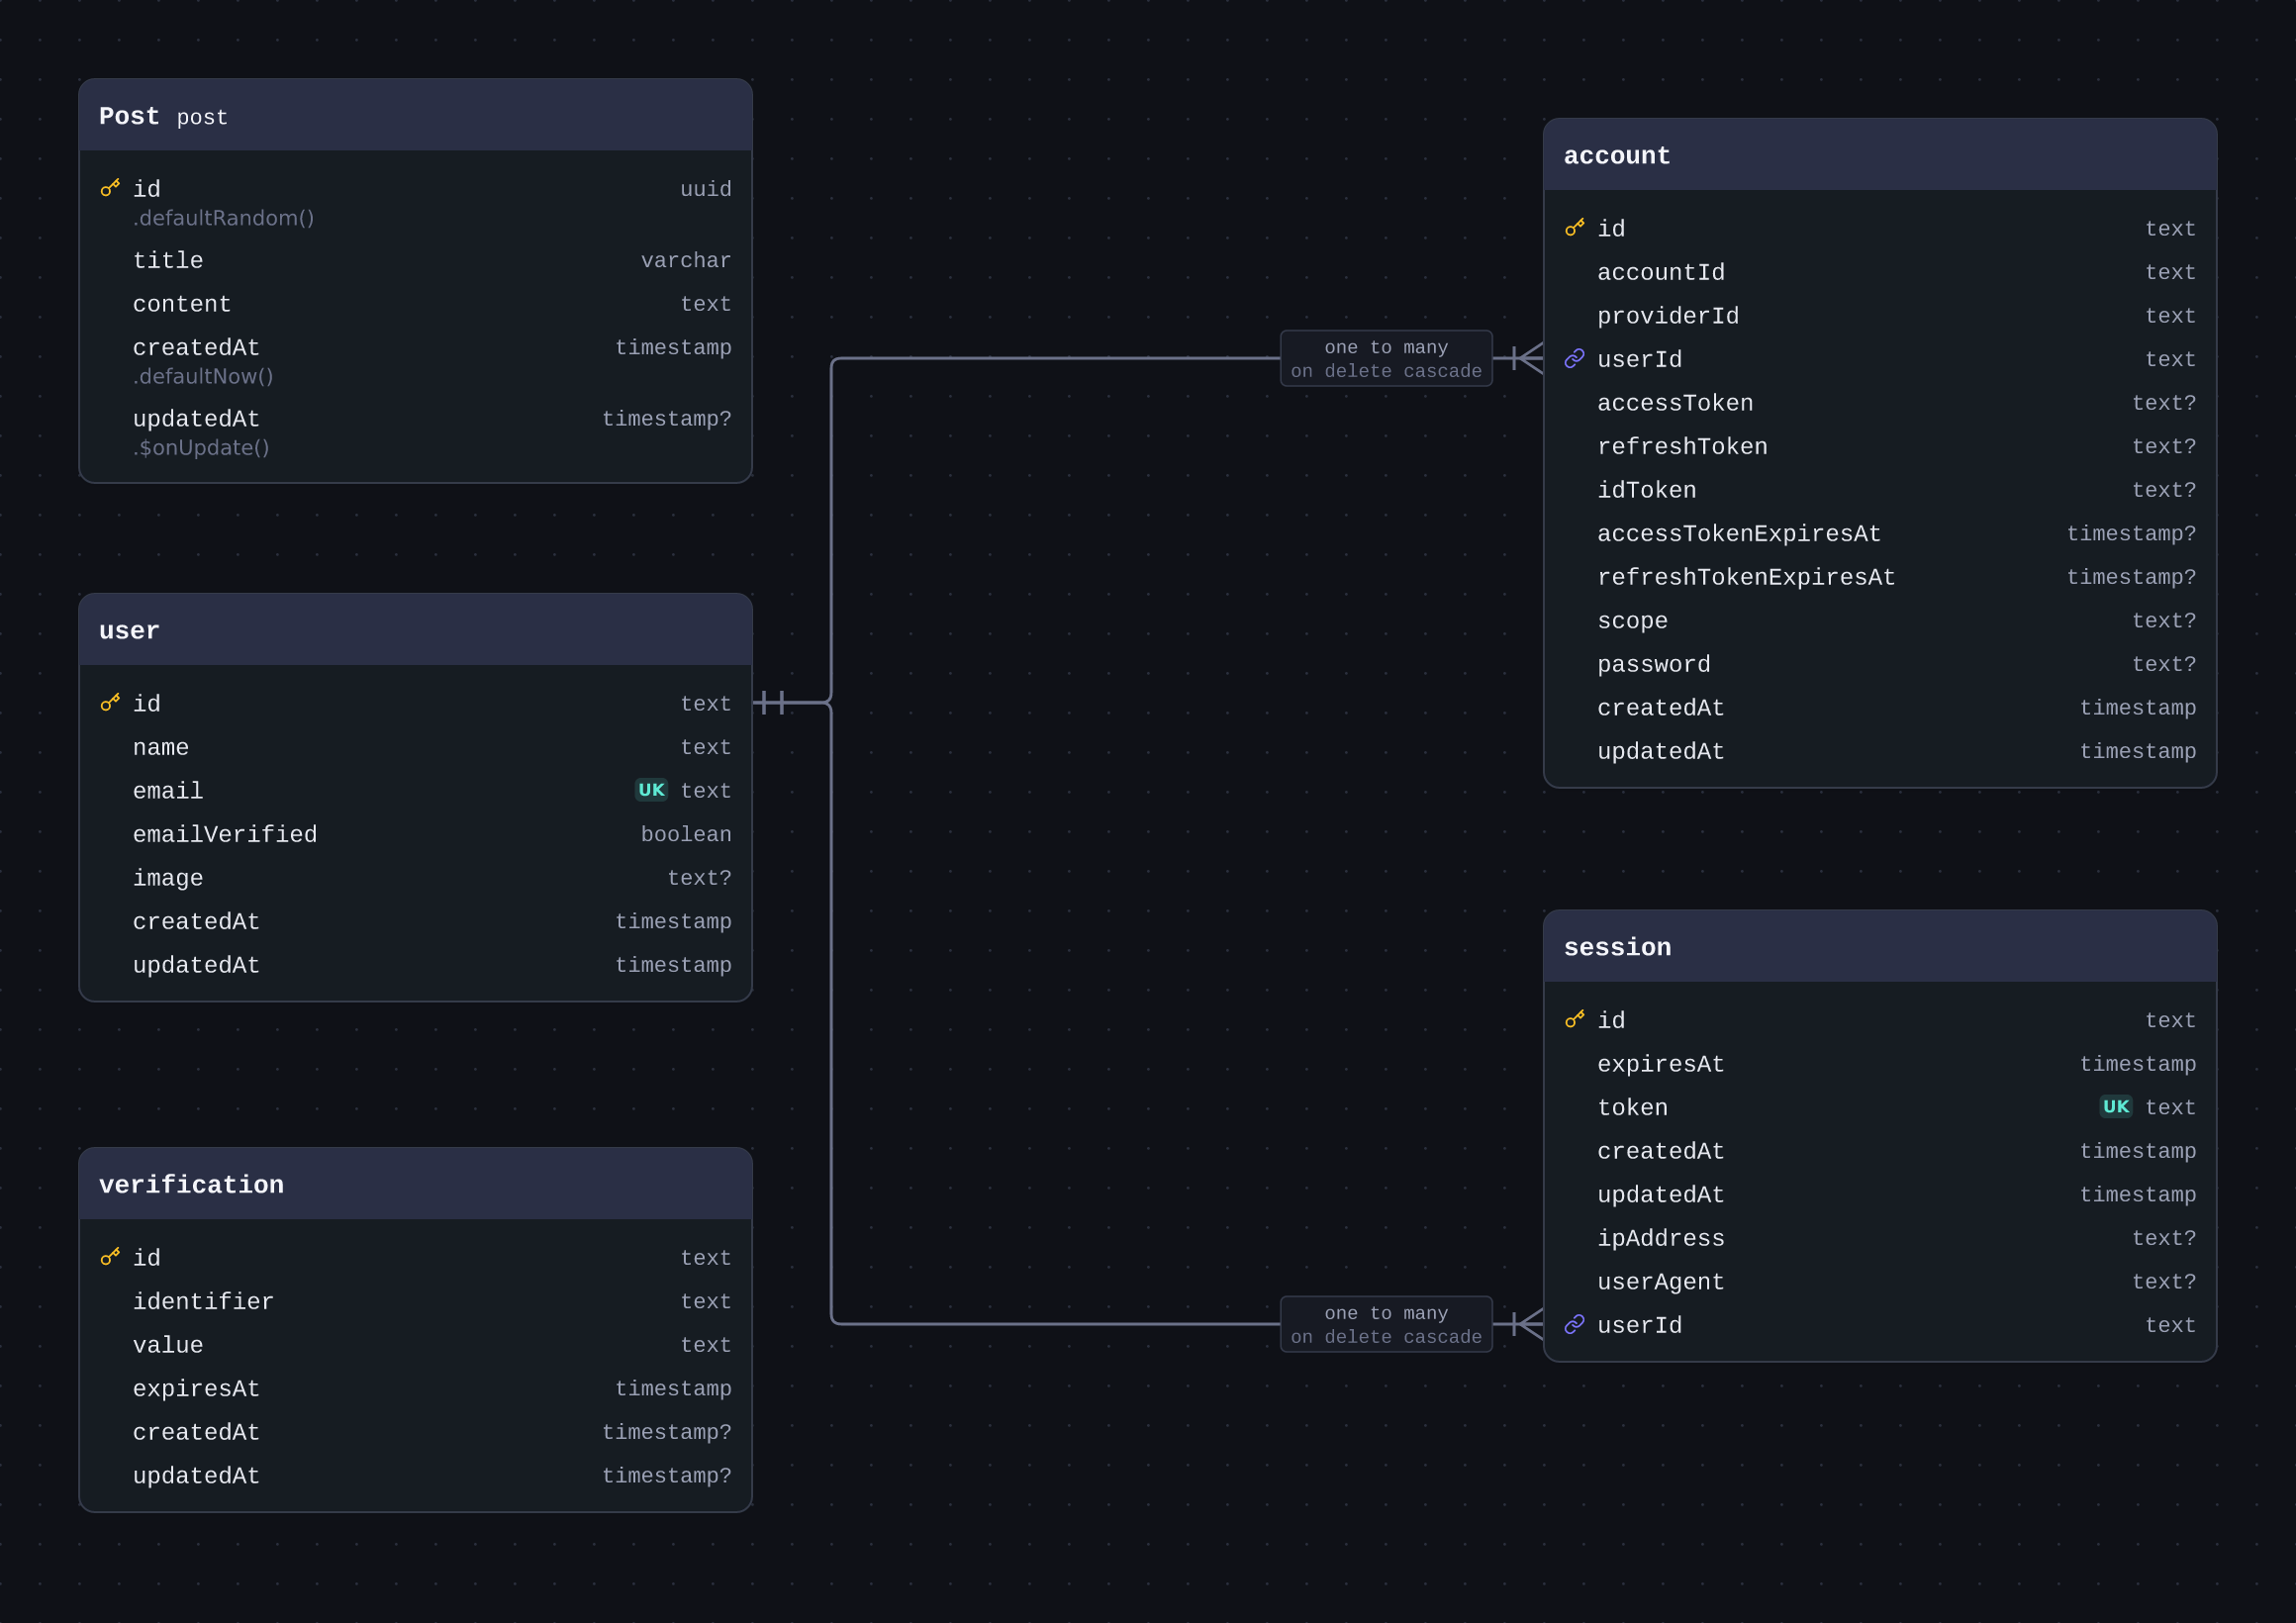 Post post
id uuid
.defaultRandom()
title varchar
content text
createdAt timestamp
.defaultNow()
updatedAt timestamp?
.$onUpdate()
user
id text
name text
email UK text
emailVerified boolean
image text?
createdAt timestamp
updatedAt timestamp
verification
id text
identifier text
value text
expiresAt timestamp
createdAt timestamp?
updatedAt timestamp?
one to many
on delete cascade
one to many
on delete cascade
account
id text
accountId text
providerId text
userId text
accessToken text?
refreshToken text?
idToken text?
accessTokenExpiresAt timestamp?
refreshTokenExpiresAt timestamp?
scope text?
password text?
createdAt timestamp
updatedAt timestamp
session
id text
expiresAt timestamp
token UK text
createdAt timestamp
updatedAt timestamp
ipAddress text?
userAgent text?
userId text